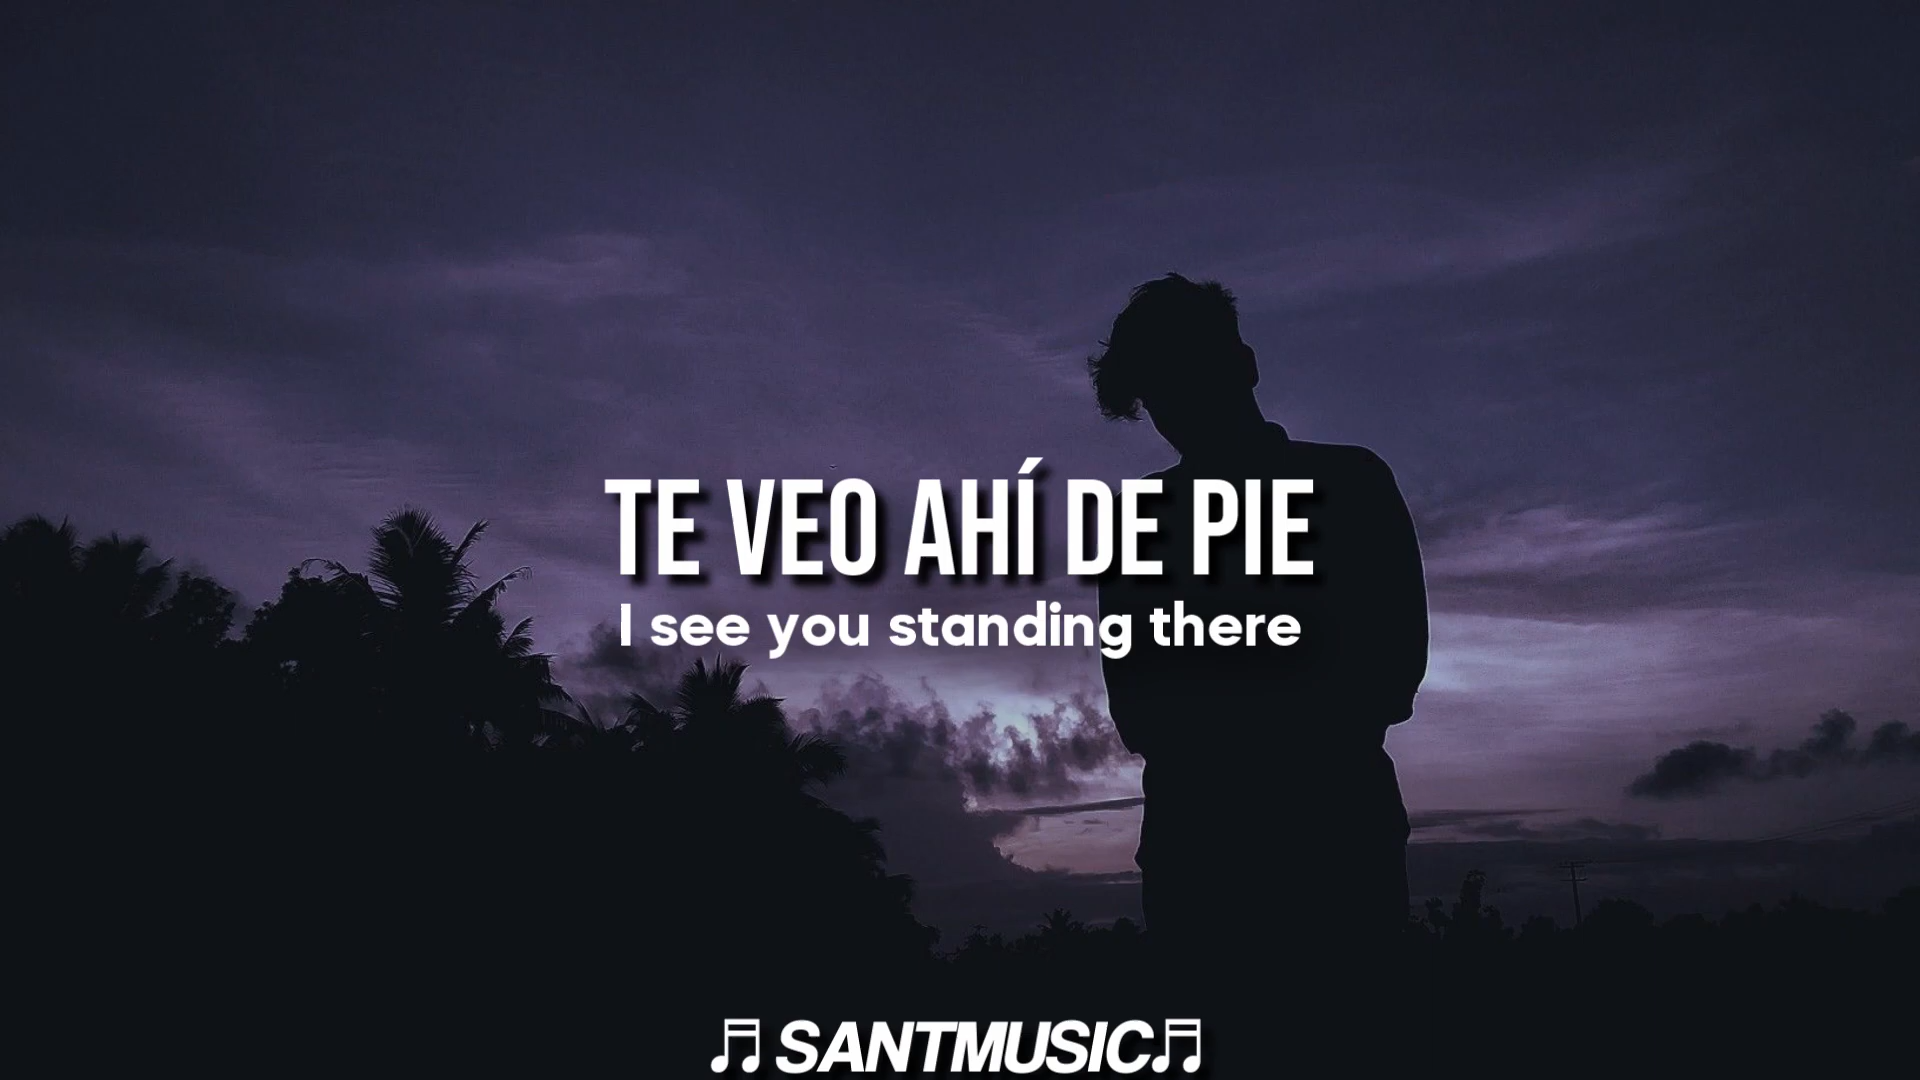 TE VEO AHÍ DE PIE
I see you standing there
♫ SANTMUSIC♫